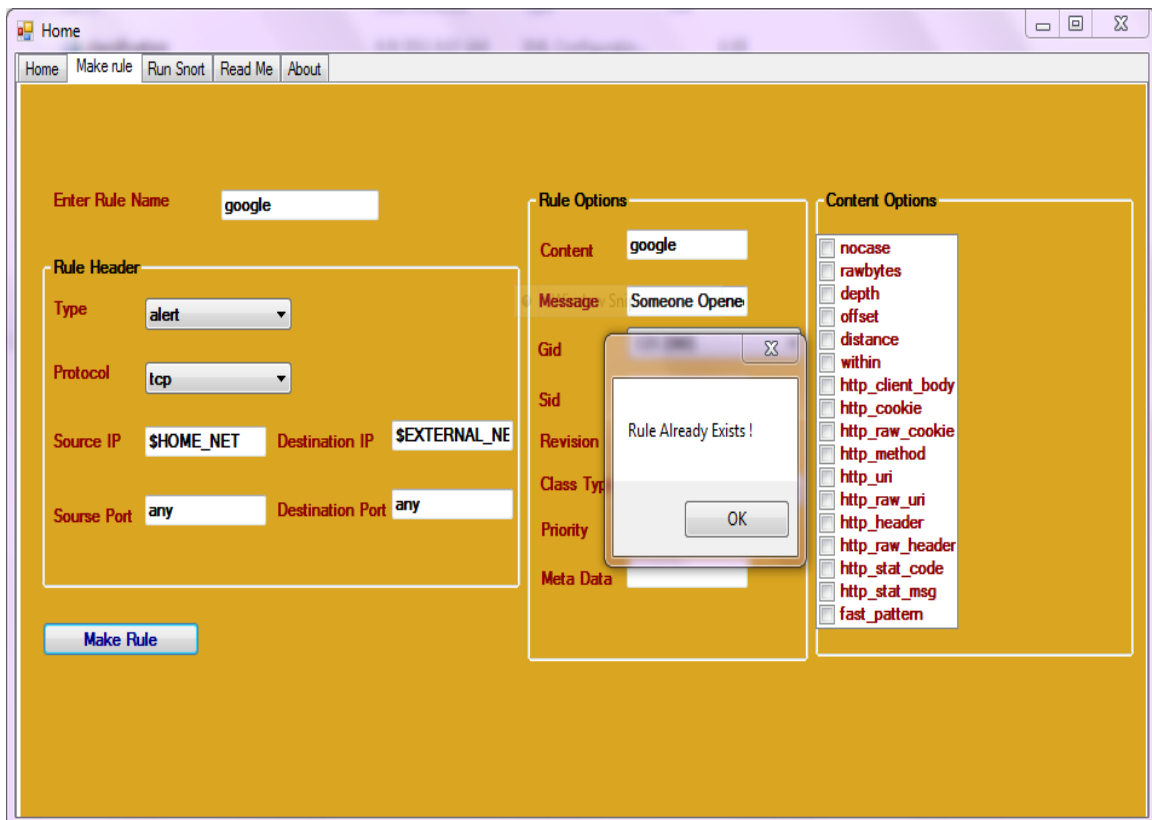 Home
Home Make rule Run Snort Read Me About
Enter Rule Name google
Rule Header
Type alert
Protocol tcp
Source IP $HOME_NET Destination IP $EXTERNAL_NE
Sourse Port any Destination Port any
Make Rule
Rule Options
Content google
Message Someone Opene
Gid
Sid
Revision
Class Typ
Priority
Meta Data
Rule Already Exists !
OK
Content Options
nocase
rawbytes
depth
offset
distance
within
http_client_body
http_cookie
http_raw_cookie
http_method
http_uri
http_raw_uri
http_header
http_raw_header
http_stat_code
http_stat_msg
fast_pattern